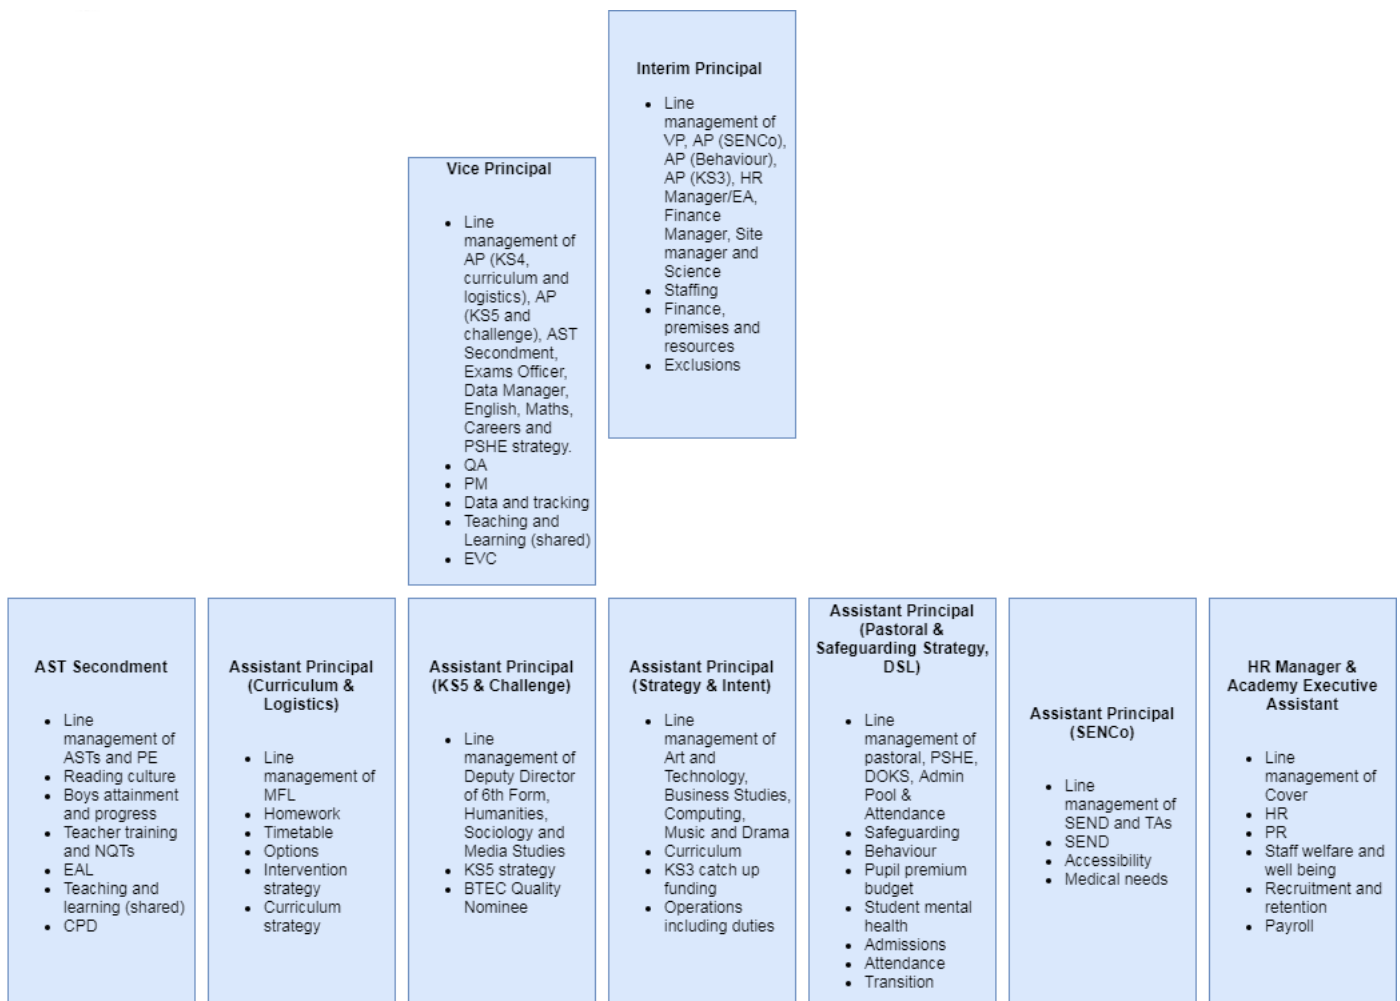 Interim Principal
• Line
management of
VP, AP (SENCo),
AP (Behaviour),
AP (KS3), HR
Manager/EA,
Finance
Manager, Site
manager and
Science
• Staffing
• Finance,
premises and
resources
• Exclusions
Vice Principal
• Line
management of
AP (KS4,
curriculum and
logistics), AP
(KS5 and
challenge), AST
Secondment,
Exams Officer,
Data Manager,
English, Maths,
Careers and
PSHE strategy.
• QA
• PM
• Data and tracking
• Teaching and
Learning (shared)
• EVC
AST Secondment
• Line
management of
ASTs and PE
• Reading culture
• Boys attainment
and progress
• Teacher training
and NQTs
• EAL
• Teaching and
learning (shared)
• CPD
Assistant Principal
(Curriculum &
Logistics)
• Line
management of
MFL
• Homework
• Timetable
• Options
• Intervention
strategy
• Curriculum
strategy
Assistant Principal
(KS5 & Challenge)
• Line
management of
Deputy Director
of 6th Form,
Humanities,
Sociology and
Media Studies
• KS5 strategy
• BTEC Quality
Nominee
Assistant Principal
(Strategy & Intent)
• Line
management of
Art and
Technology,
Business Studies,
Computing,
Music and Drama
• Curriculum
• KS3 catch up
funding
• Operations
including duties
Assistant Principal
(Pastoral &
Safeguarding Strategy,
DSL)
• Line
management of
pastoral, PSHE,
DOKS, Admin
Pool &
Attendance
• Safeguarding
• Behaviour
• Pupil premium
budget
• Student mental
health
• Admissions
• Attendance
• Transition
Assistant Principal
(SENCo)
• Line
management of
SEND and TAs
• SEND
• Accessibility
• Medical needs
HR Manager &
Academy Executive
Assistant
• Line
management of
Cover
• HR
• PR
• Staff welfare and
well being
• Recruitment and
retention
• Payroll